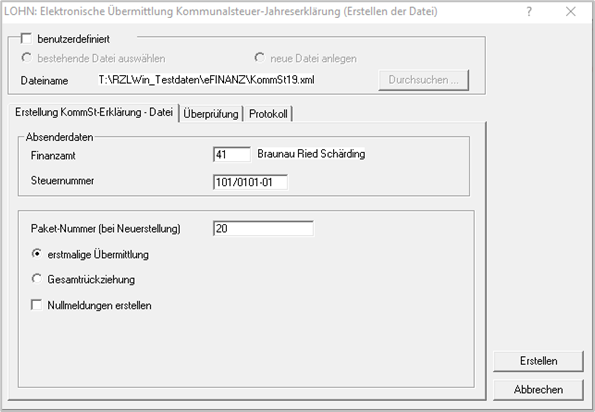 LOHN: Elektronische Übermittlung Kommunalsteuer-Jahreserklärung (Erstellen der Datei)
benutzerdefiniert
bestehende Datei auswählen neue Datei anlegen
Dateiname T:\RZLWin_Testdaten\eFINANZ\KommSt19.xml Durchsuchen ...
Erstellung KommSt-Erklärung - Datei Überprüfung Protokoll
Absenderdaten
Finanzamt 41 Braunau Ried Schärding
Steuernummer 101/0101-01
Paket-Nummer (bei Neuerstellung) 20
erstmalige Übermittlung
Gesamtrückziehung
Nullmeldungen erstellen
Erstellen
Abbrechen